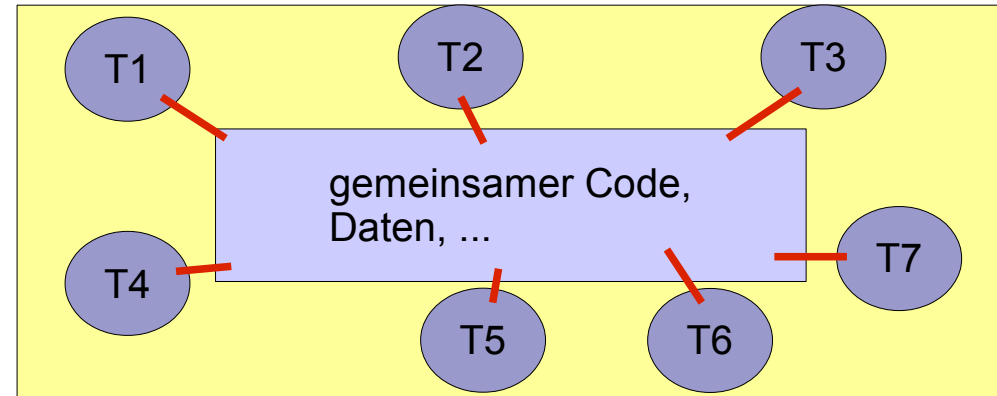 T1
T2
T3
gemeinsamer Code,
Daten, ...
T4
T7
T5
T6